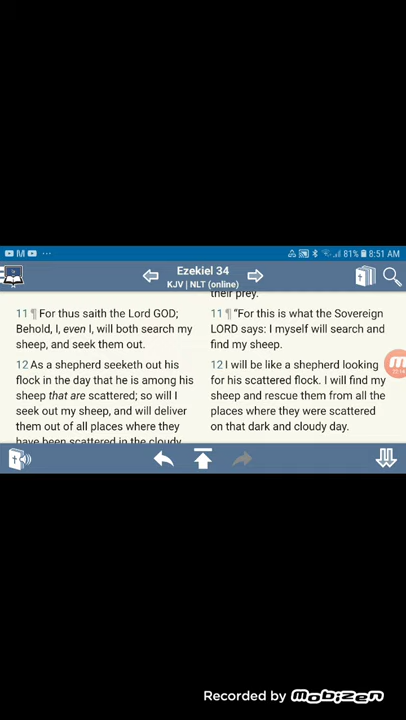 81% 8:51 AM
Ezekiel 34
KJV | NLT (online)
11 ¶ For thus saith the Lord GOD;
Behold, I, even I, will both search my
sheep, and seek them out.
12 As a shepherd seeketh out his
flock in the day that he is among his
sheep that are scattered; so will I
seek out my sheep, and will deliver
them out of all places where they
have been scattered in the cloudy
their prey.
11 ¶ “For this is what the Sovereign
LORD says: I myself will search and
find my sheep.
12 I will be like a shepherd looking
for his scattered flock. I will find my
sheep and rescue them from all the
places where they were scattered
on that dark and cloudy day.
Recorded by Mobizen